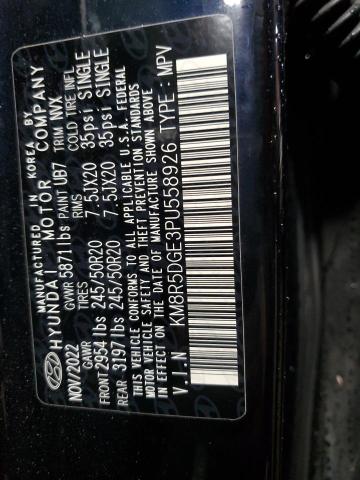 MANUFACTURED IN KOREA BY
HYUNDAI MOTOR COMPANY
NOV/2022 GVWR 5871lbs PAINT UB7 TRIM NVX
GAWR TIRES RIMS COLD TIRE INFL
FRONT 2954 lbs 245/50R20 7.5JX20 35psi SINGLE
REAR 3197 lbs 245/50R20 7.5JX20 35psi SINGLE
THIS VEHICLE CONFORMS TO ALL APPLICABLE U.S.A. FEDERAL
MOTOR VEHICLE SAFETY AND THEFT PREVENTION STANDARDS
IN EFFECT ON THE DATE OF MANUFACTURE SHOWN ABOVE
V.I.N KM8R5DGE3PU558926 TYPE : MPV